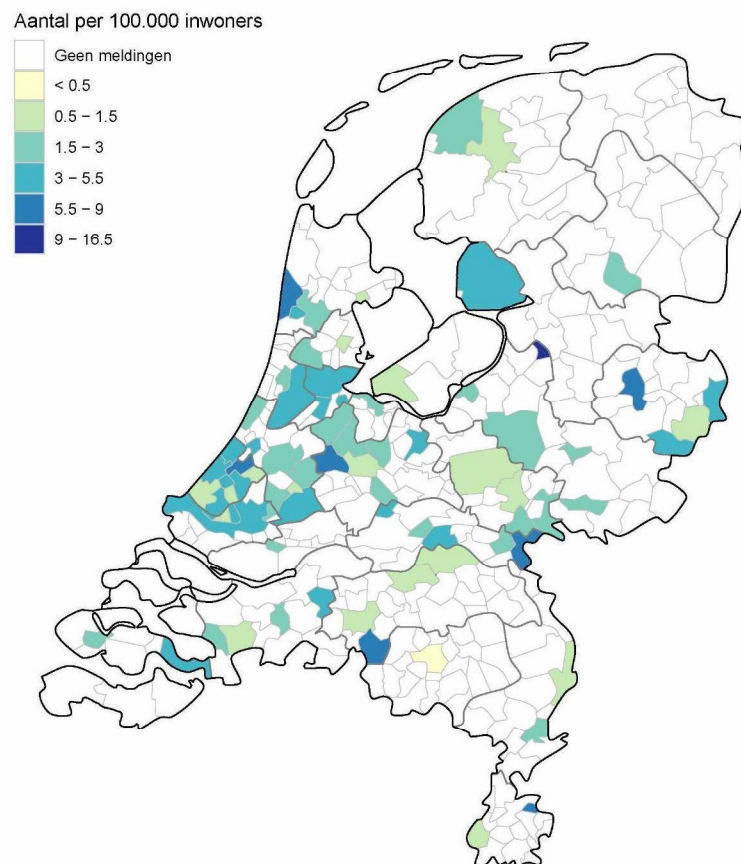 Aantal per 100.000 inwoners
Geen meldingen
< 0.5
0.5 – 1.5
1.5 – 3
3 – 5.5
5.5 – 9
9 – 16.5